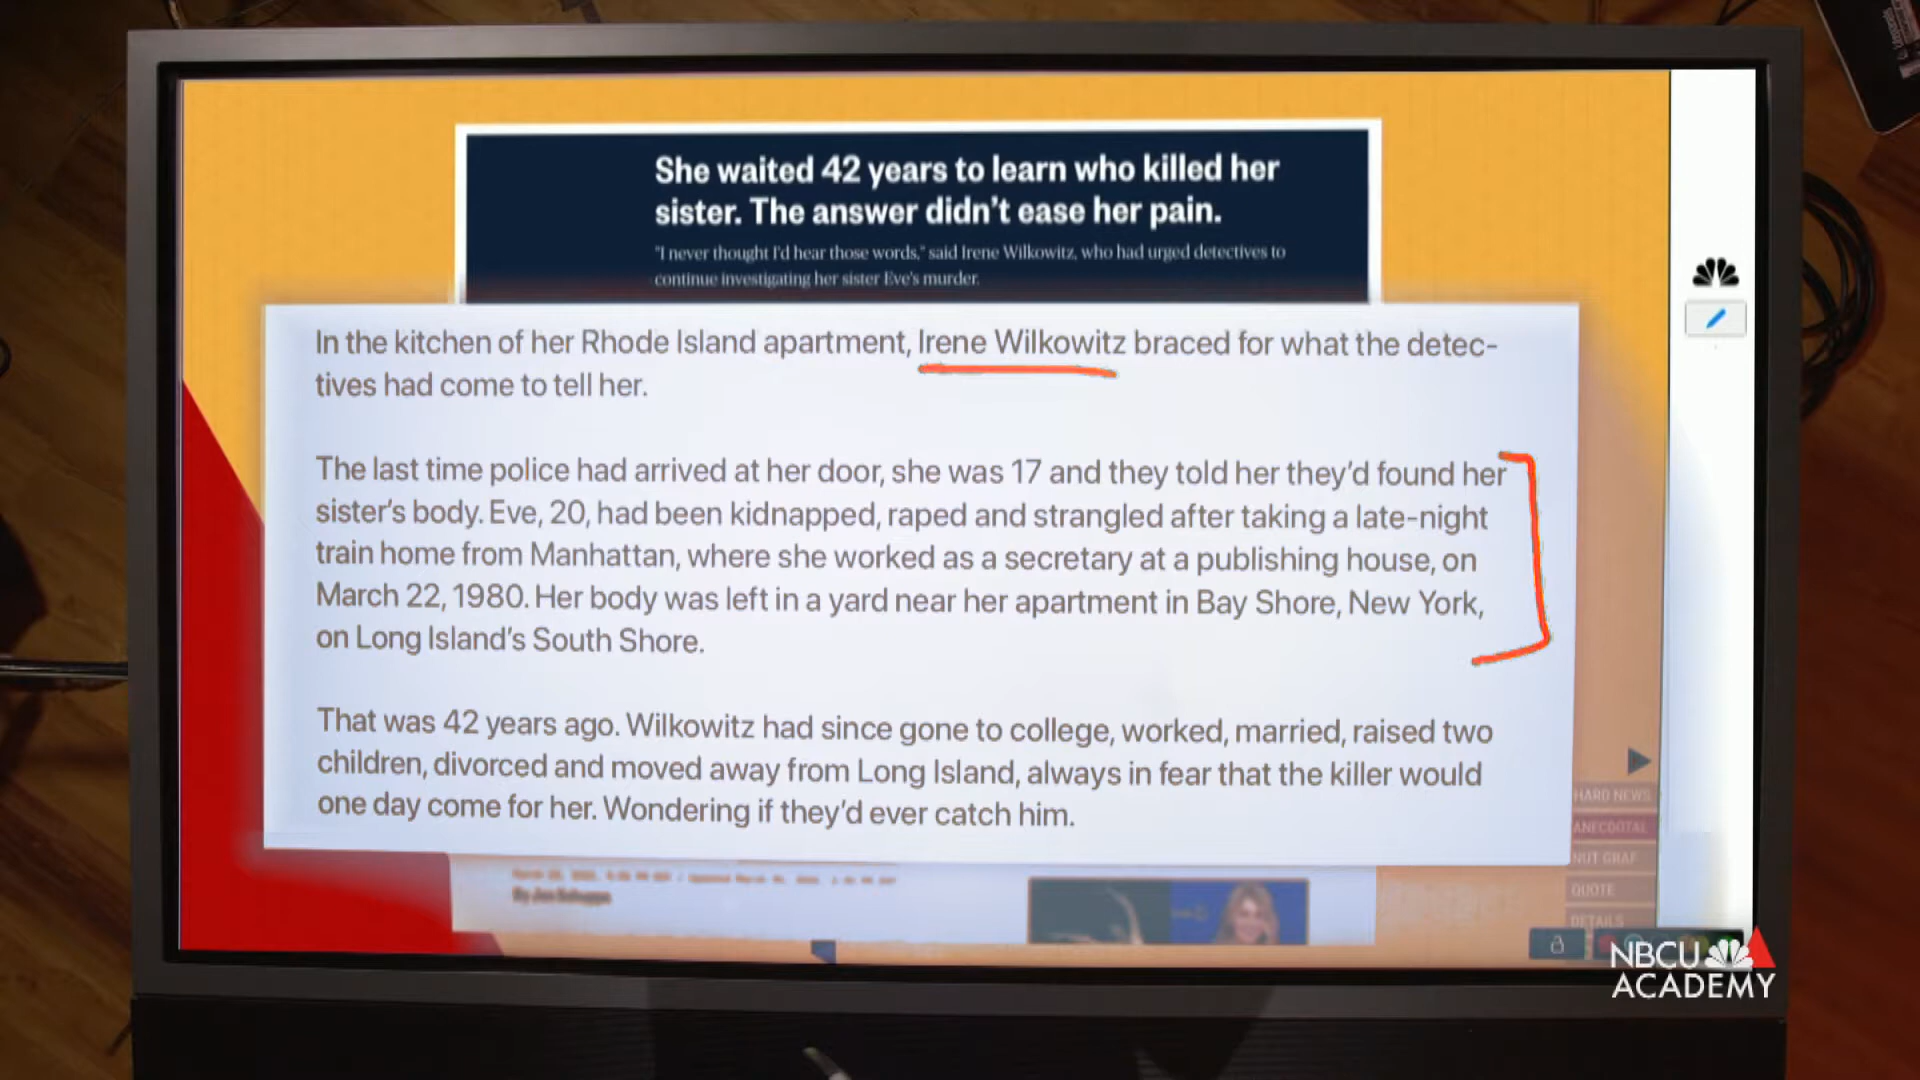 She waited 42 years to learn who killed her
sister. The answer didn't ease her pain.
"I never thought I'd hear those words," said Irene Wilkowitz, who had urged detectives to
continue investigating her sister Eve's murder.
In the kitchen of her Rhode Island apartment, Irene Wilkowitz braced for what the detec-
tives had come to tell her.
The last time police had arrived at her door, she was 17 and they told her they'd found her
sister's body. Eve, 20, had been kidnapped, raped and strangled after taking a late-night
train home from Manhattan, where she worked as a secretary at a publishing house, on
March 22, 1980. Her body was left in a yard near her apartment in Bay Shore, New York,
on Long Island's South Shore.
That was 42 years ago. Wilkowitz had since gone to college, worked, married, raised two
children, divorced and moved away from Long Island, always in fear that the killer would
one day come for her. Wondering if they'd ever catch him.
HARD NEWS
ANECDOTAL
NUT GRAF
QUOTE
DETAILS
NBCU
ACADEMY